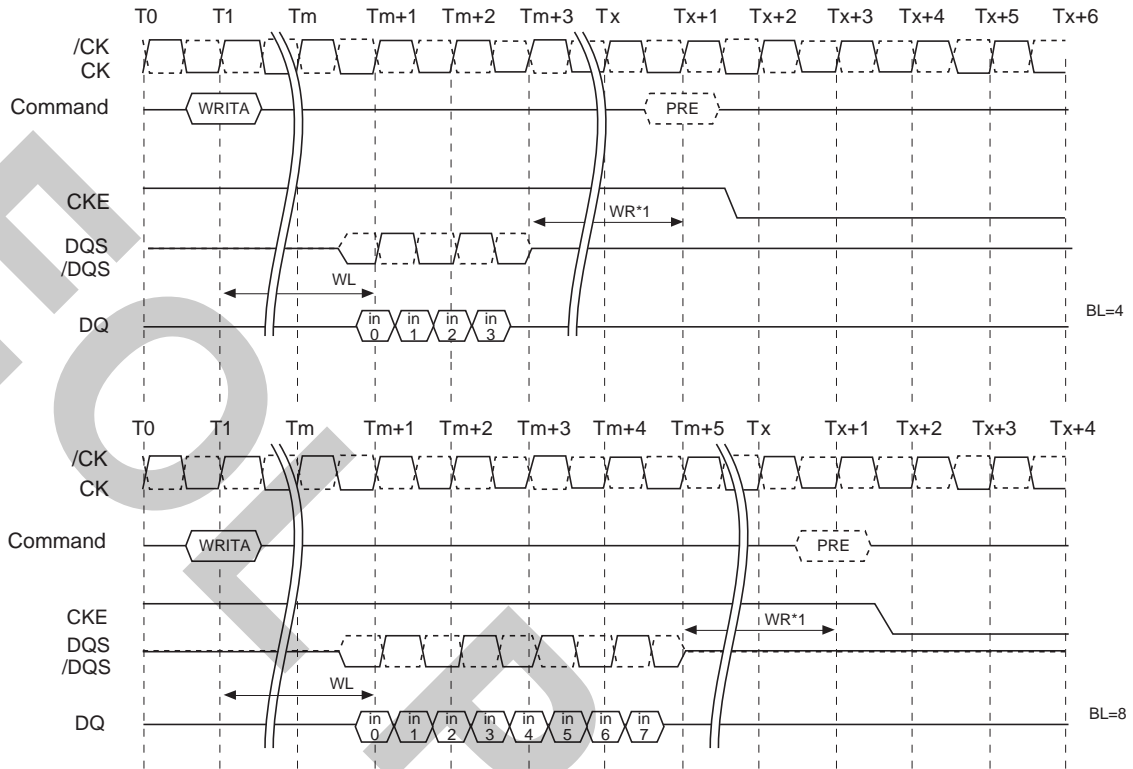 T0 T1 Tm Tm+1 Tm+2 Tm+3 Tx Tx+1 Tx+2 Tx+3 Tx+4 Tx+5 Tx+6
/CK
CK
Command WRITA PRE
CKE
WR*1
DQS
/DQS
WL
DQ in 0 in 1 in 2 in 3
BL=4
T0 T1 Tm Tm+1 Tm+2 Tm+3 Tm+4 Tm+5 Tx Tx+1 Tx+2 Tx+3 Tx+4
/CK
CK
Command WRITA PRE
CKE
WR*1
DQS
/DQS
WL
DQ in 0 in 1 in 2 in 3 in 4 in 5 in 6 in 7
BL=8